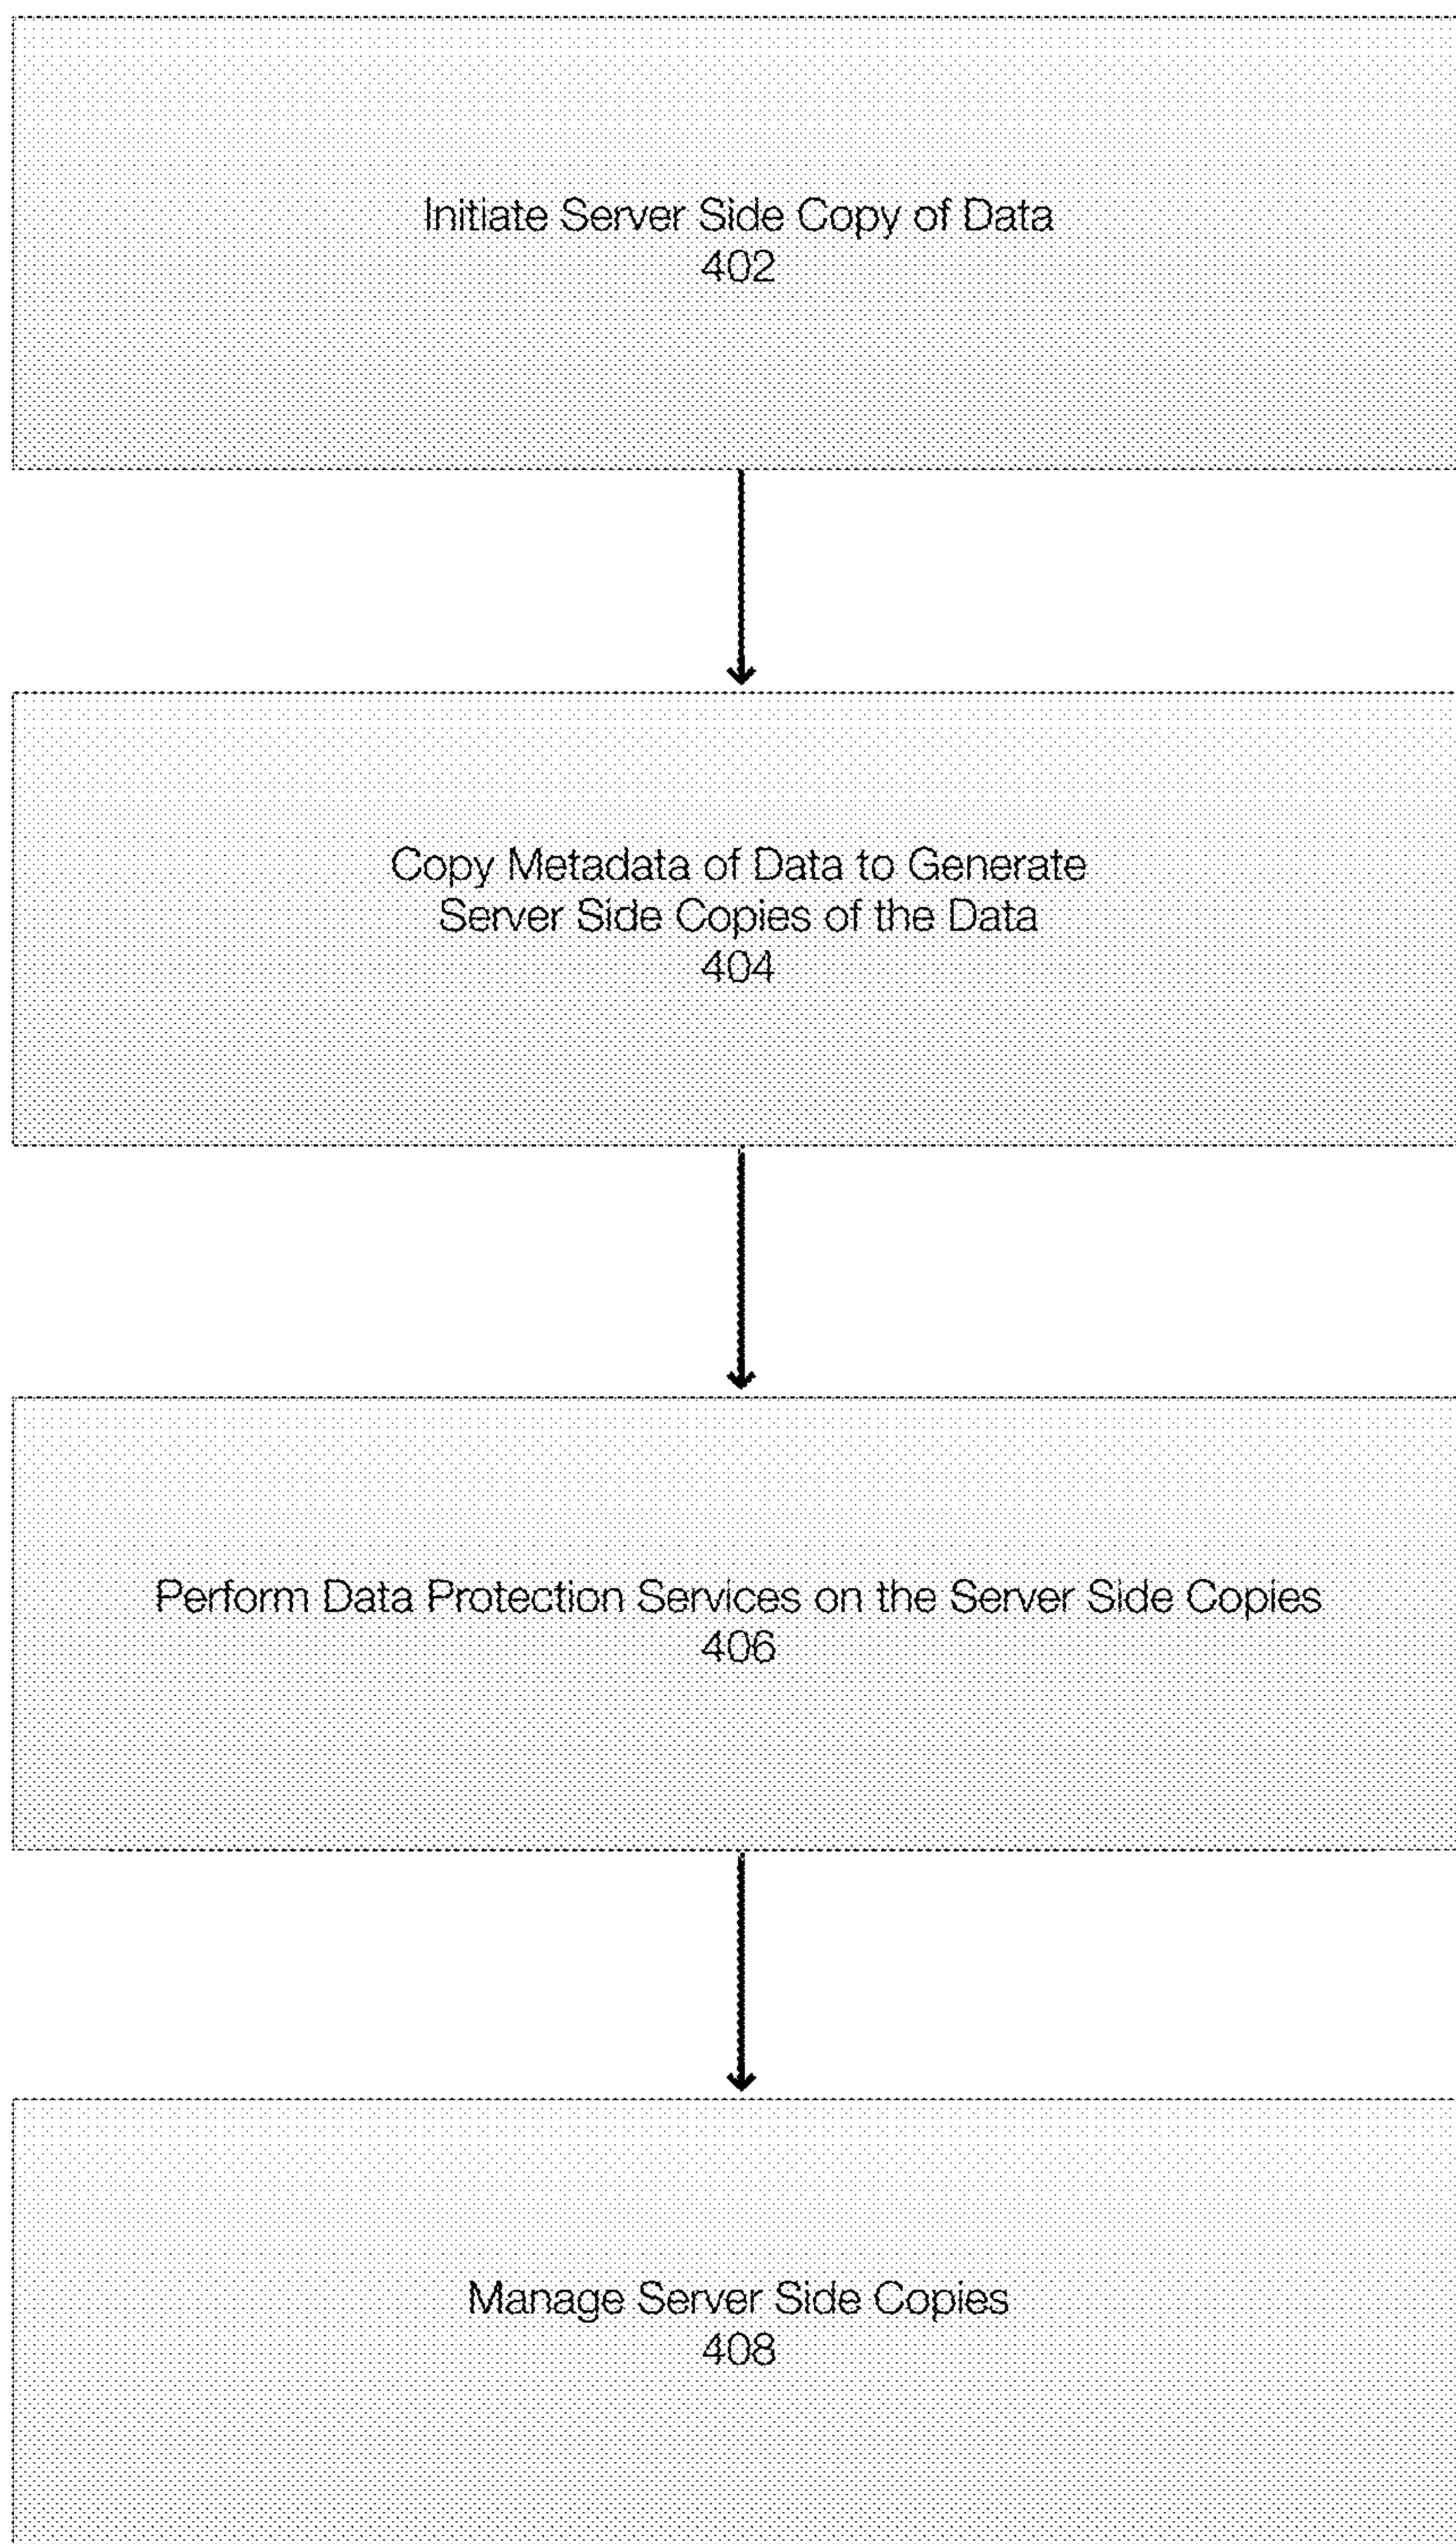 Initiate Server Side Copy of Data
402
Copy Metadata of Data to Generate
Server Side Copies of the Data
404
Perform Data Protection Services on the Server Side Copies
406
Manage Server Side Copies
408